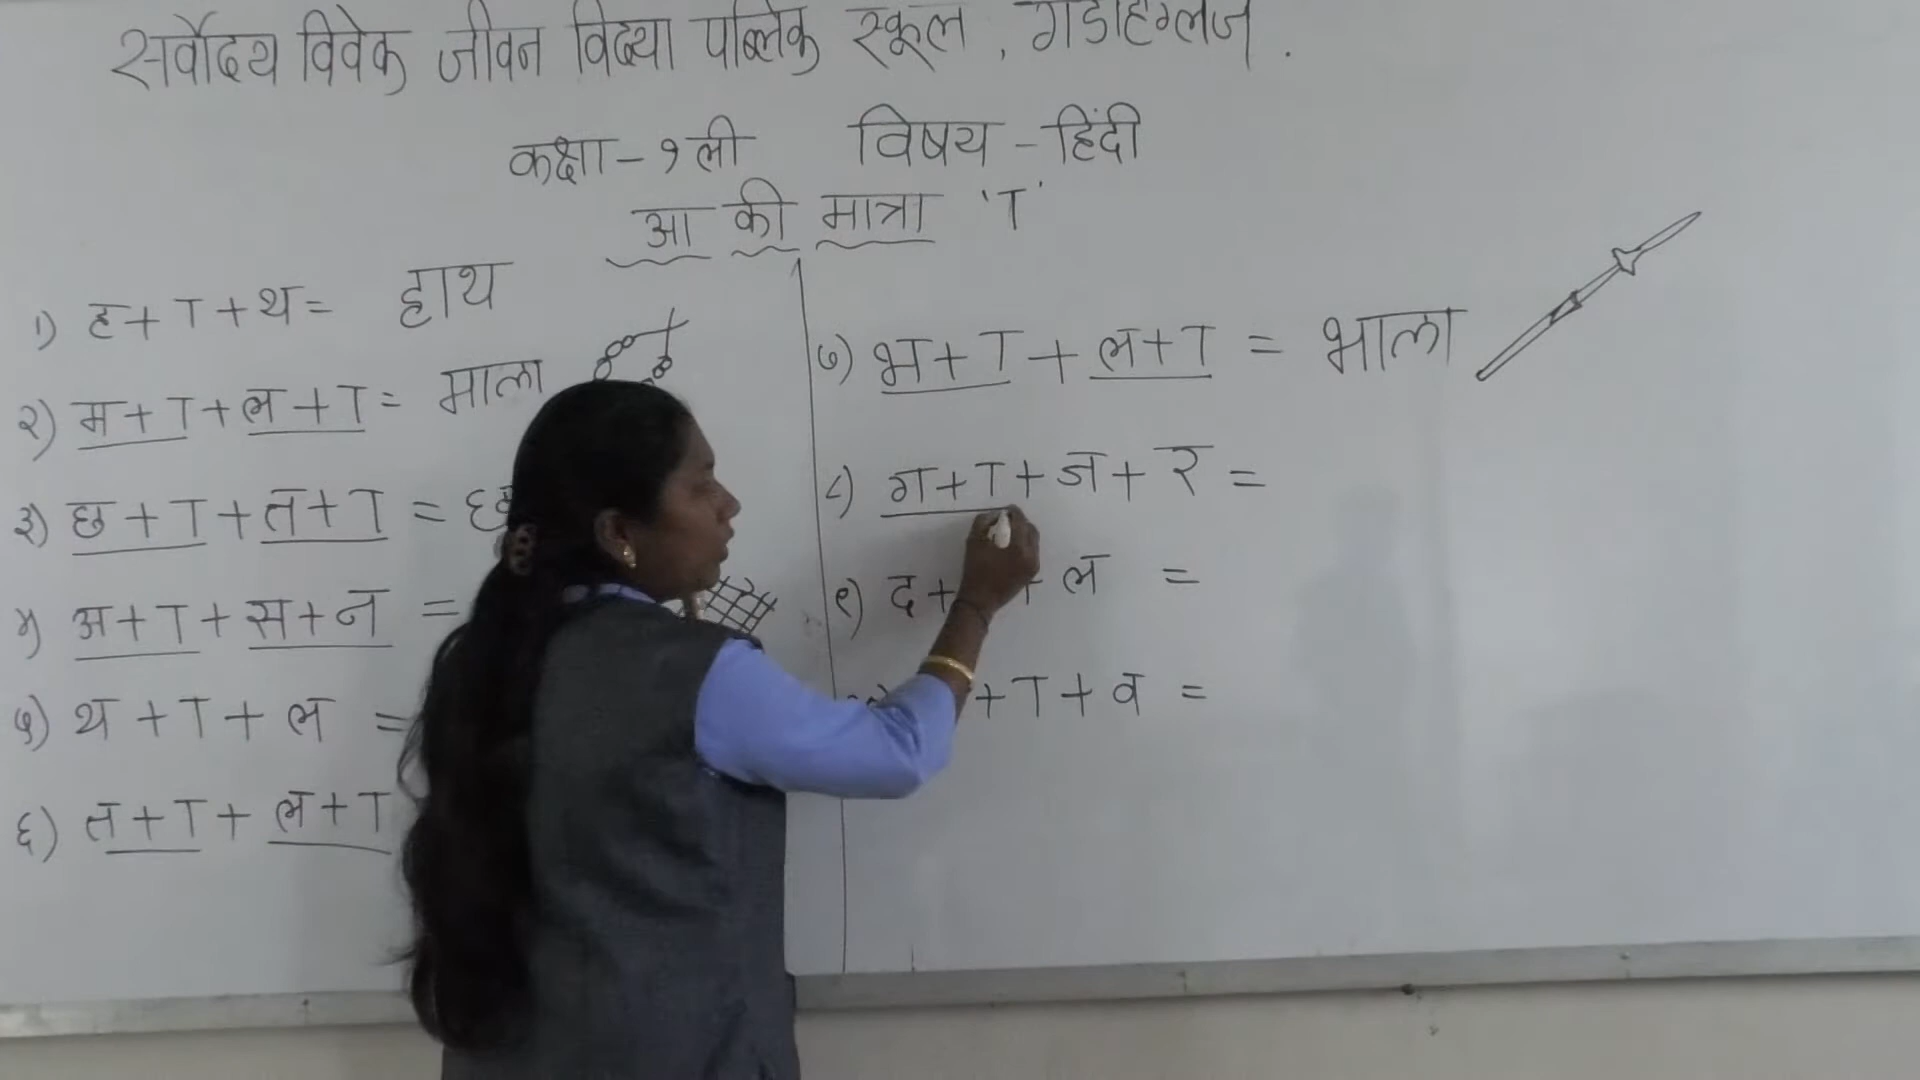 सर्वोदय विवेक जीवन विद्या पब्लिक स्कूल, गडहिंग्लज.
कक्षा - १ ली विषय - हिंदी
आ की मात्रा 'ा'
१) ह + ा + थ = हाथ
२) म + ा + ल + ा = माला
३) छ + ा + त + ा =
४) अ + ा + स + न =
५) थ + ा + ल =
६) त + ा + ल + ा
७) भ + ा + ल + ा = भाला
८) ग + ा + ज + र =
९) द + + ल =
+ ा + व =